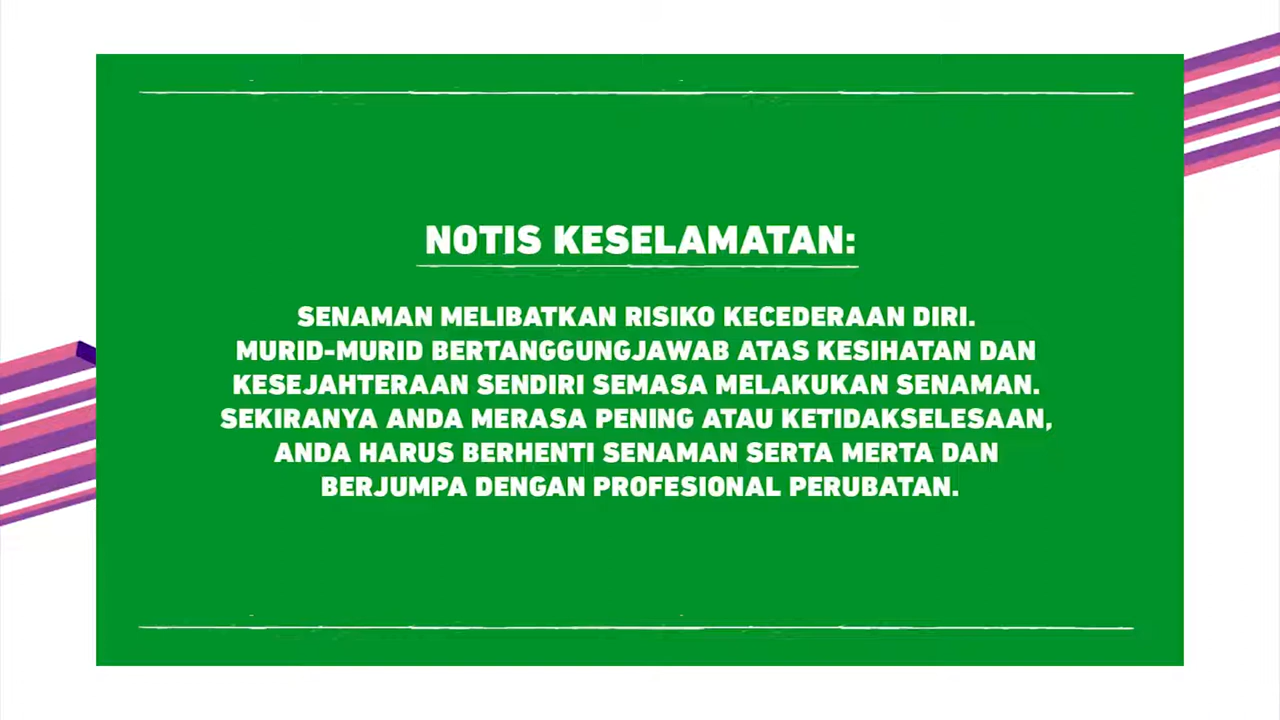 NOTIS KESELAMATAN:
SENAMAN MELIBATKAN RISIKO KECEDERAAN DIRI.
MURID-MURID BERTANGGUNGJAWAB ATAS KESIHATAN DAN
KESEJAHTERAAN SENDIRI SEMASA MELAKUKAN SENAMAN.
SEKIRANYA ANDA MERASA PENING ATAU KETIDAKSELESAAN,
ANDA HARUS BERHENTI SENAMAN SERTA MERTA DAN
BERJUMPA DENGAN PROFESIONAL PERUBATAN.